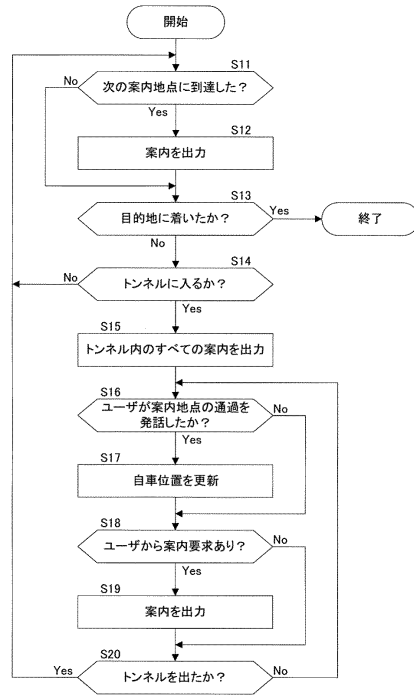 開始
S11
次の案内地点に到達した？
No
Yes
S12
案内を出力
S13
目的地に着いたか？
Yes
終了
No
S14
No
トンネルに入るか？
Yes
S15
トンネル内のすべての案内を出力
S16
ユーザが案内地点の通過を
発話したか？
No
Yes
S17
自車位置を更新
S18
ユーザから案内要求あり？
No
Yes
S19
案内を出力
S20
Yes
トンネルを出たか？
No